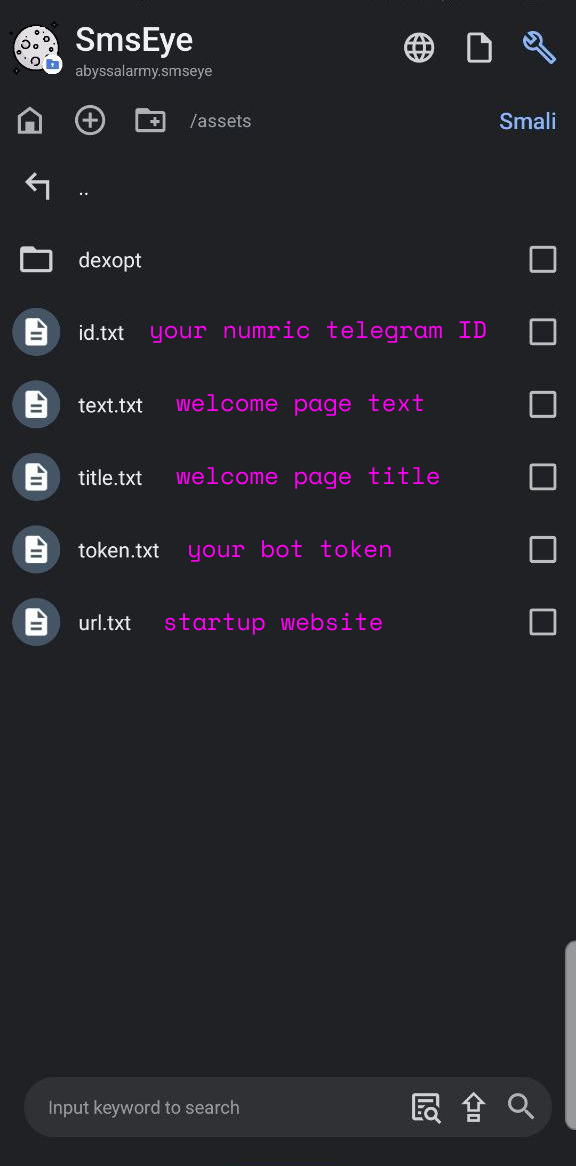 SmsEye
abyssalarmy.smseye
/assets Smali
..
dexopt
id.txt your numric telegram ID
text.txt welcome page text
title.txt welcome page title
token.txt your bot token
url.txt startup website
Input keyword to search